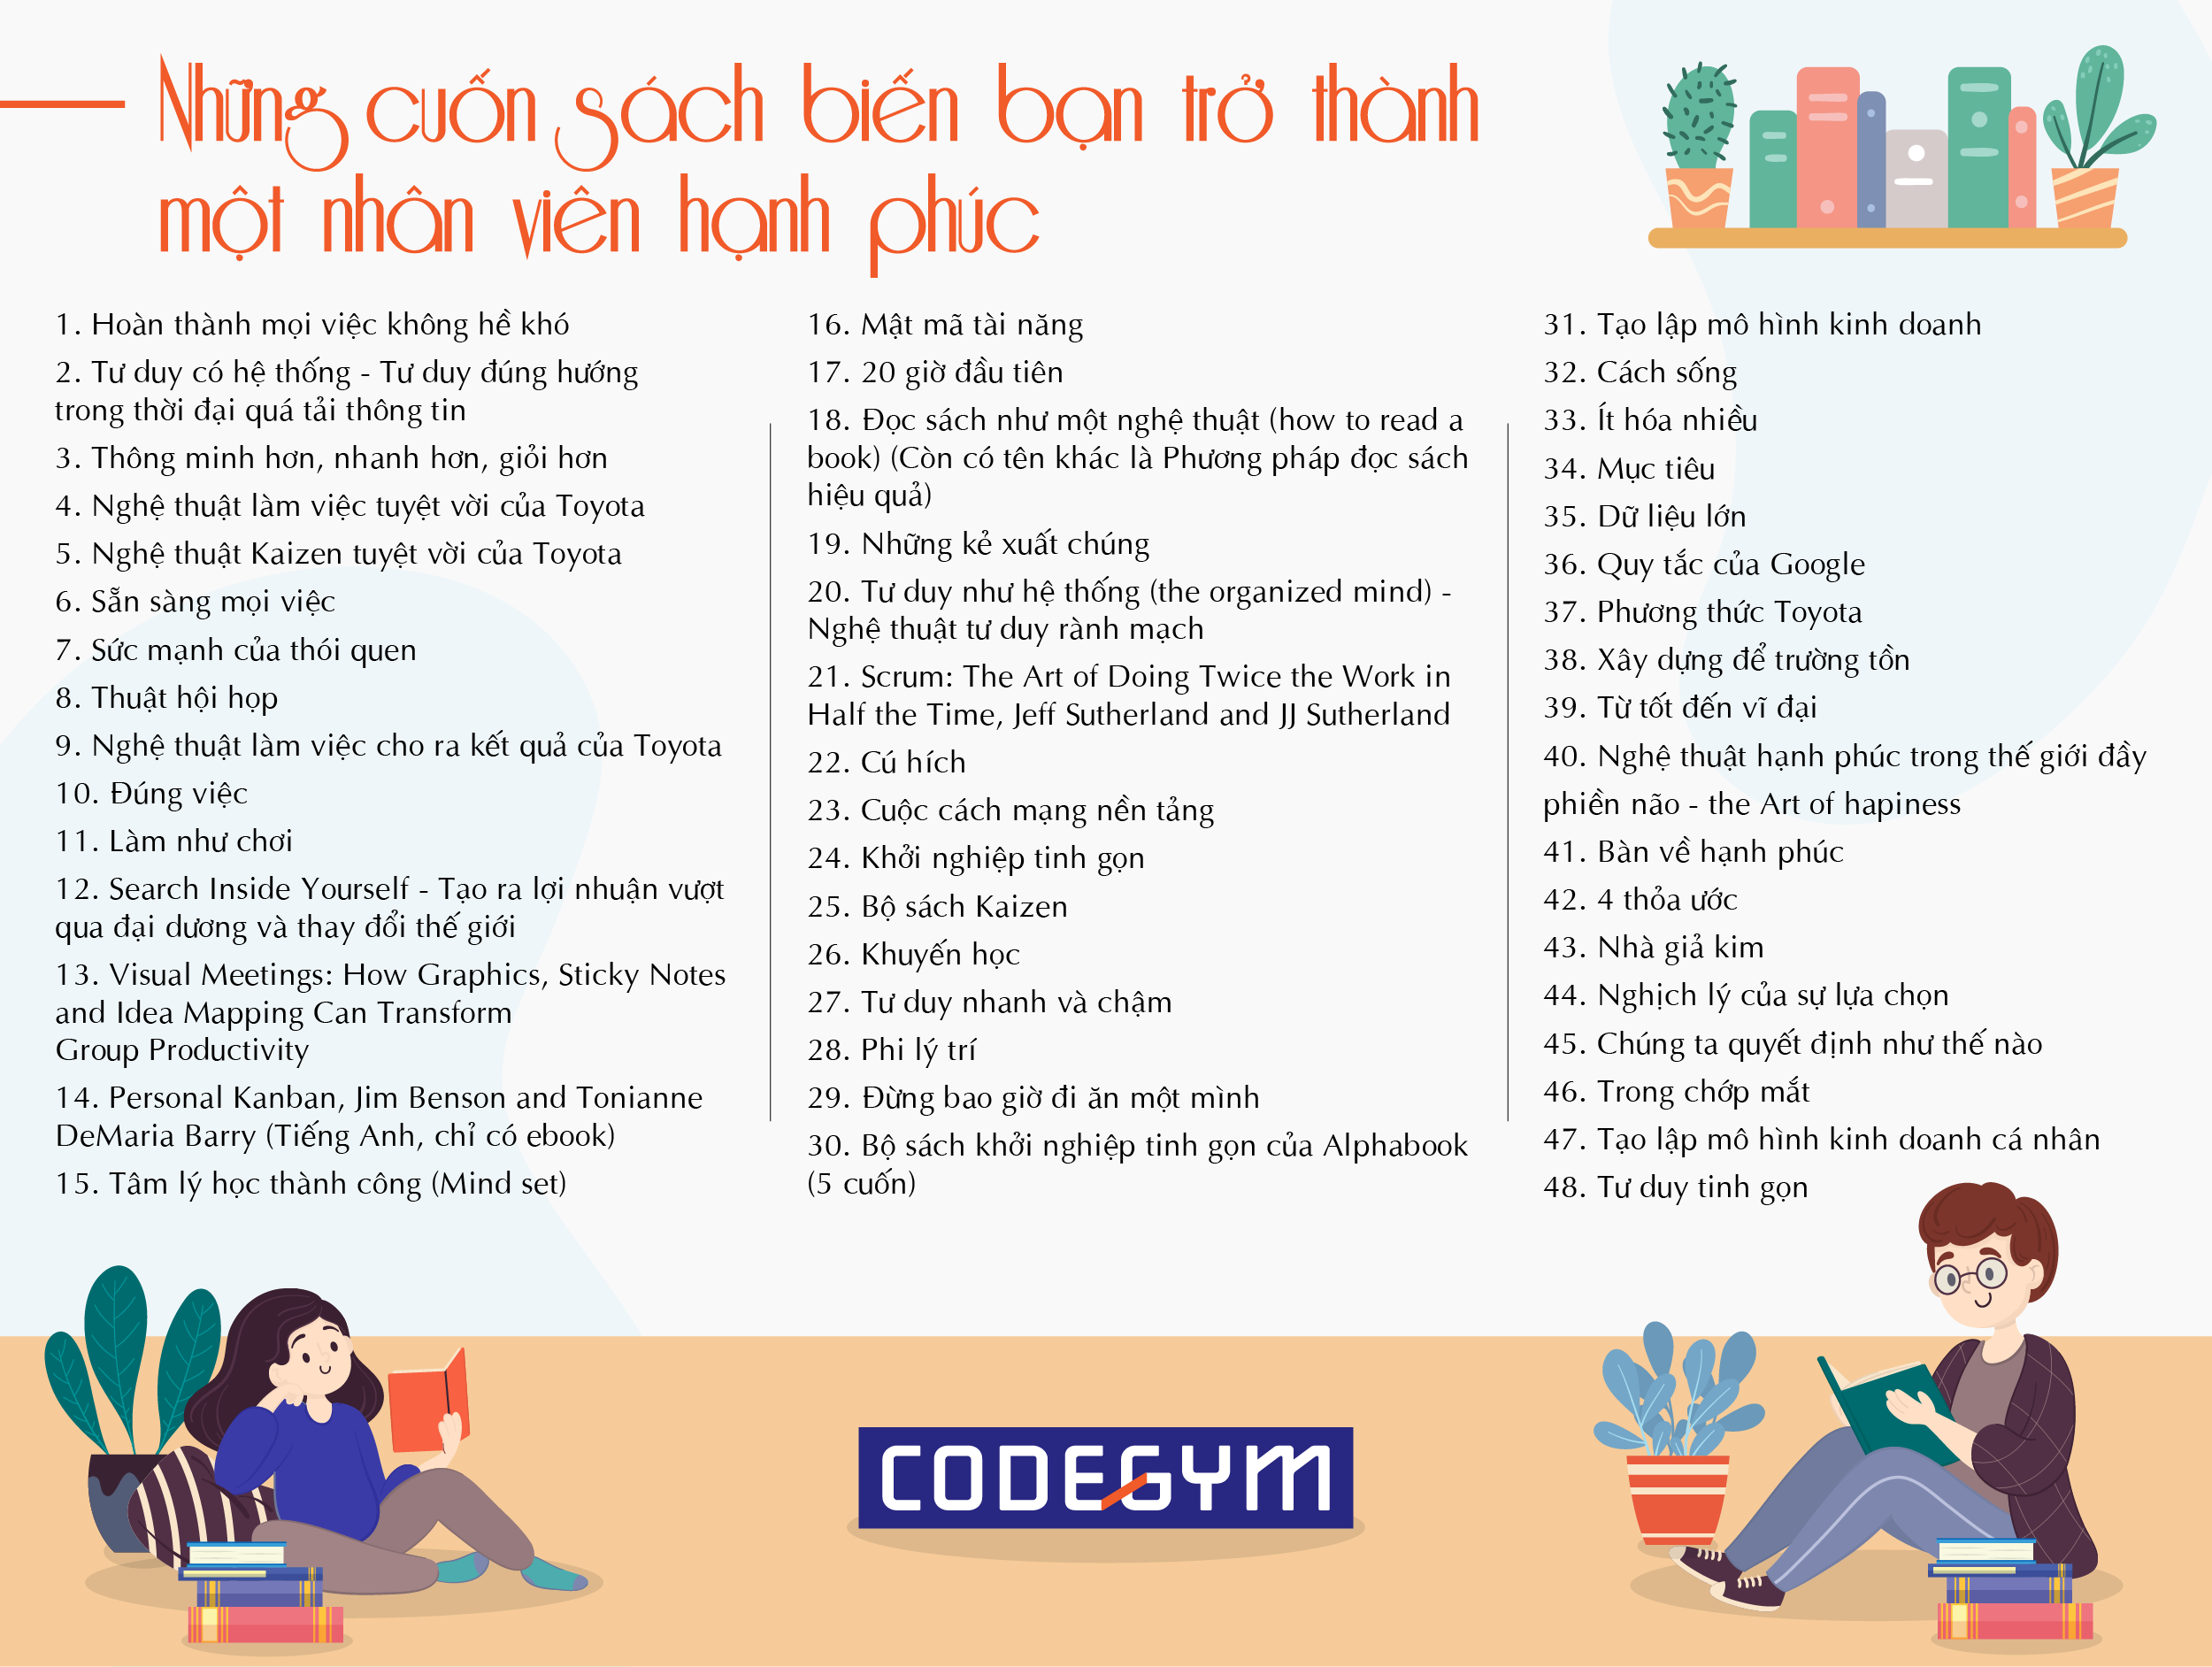 Những cuốn sách biến bạn trở thành
một nhân viên hạnh phúc
1. Hoàn thành mọi việc không hề khó
2. Tư duy có hệ thống - Tư duy đúng hướng
trong thời đại quá tải thông tin
3. Thông minh hơn, nhanh hơn, giỏi hơn
4. Nghệ thuật làm việc tuyệt vời của Toyota
5. Nghệ thuật Kaizen tuyệt vời của Toyota
6. Sẵn sàng mọi việc
7. Sức mạnh của thói quen
8. Thuật hội họp
9. Nghệ thuật làm việc cho ra kết quả của Toyota
10. Đúng việc
11. Làm như chơi
12. Search Inside Yourself - Tạo ra lợi nhuận vượt
qua đại dương và thay đổi thế giới
13. Visual Meetings: How Graphics, Sticky Notes
and Idea Mapping Can Transform
Group Productivity
14. Personal Kanban, Jim Benson and Tonianne
DeMaria Barry (Tiếng Anh, chỉ có ebook)
15. Tâm lý học thành công (Mind set)
16. Mật mã tài năng
17. 20 giờ đầu tiên
18. Đọc sách như một nghệ thuật (how to read a
book) (Còn có tên khác là Phương pháp đọc sách
hiệu quả)
19. Những kẻ xuất chúng
20. Tư duy như hệ thống (the organized mind) -
Nghệ thuật tư duy rành mạch
21. Scrum: The Art of Doing Twice the Work in
Half the Time, Jeff Sutherland and JJ Sutherland
22. Cú hích
23. Cuộc cách mạng nền tảng
24. Khởi nghiệp tinh gọn
25. Bộ sách Kaizen
26. Khuyến học
27. Tư duy nhanh và chậm
28. Phi lý trí
29. Đừng bao giờ đi ăn một mình
30. Bộ sách khởi nghiệp tinh gọn của Alphabook
(5 cuốn)
31. Tạo lập mô hình kinh doanh
32. Cách sống
33. Ít hóa nhiều
34. Mục tiêu
35. Dữ liệu lớn
36. Quy tắc của Google
37. Phương thức Toyota
38. Xây dựng để trường tồn
39. Từ tốt đến vĩ đại
40. Nghệ thuật hạnh phúc trong thế giới đầy
phiền não - the Art of hapiness
41. Bàn về hạnh phúc
42. 4 thỏa ước
43. Nhà giả kim
44. Nghịch lý của sự lựa chọn
45. Chúng ta quyết định như thế nào
46. Trong chớp mắt
47. Tạo lập mô hình kinh doanh cá nhân
48. Tư duy tinh gọn
CODEGYM